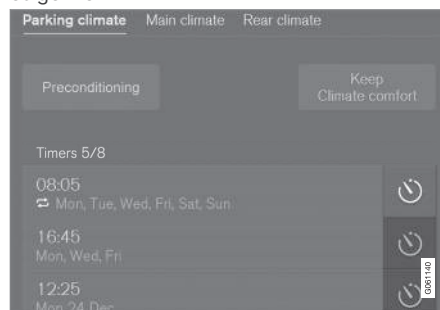 Parking climate Main climate Rear climate
Preconditioning
Keep
Climate comfort
Timers 5/8
08:05
Mon, Tue, Wed, Fri, Sat, Sun
16:45
Mon, Wed, Fri
12:25
Mon 24 Dec
G061140